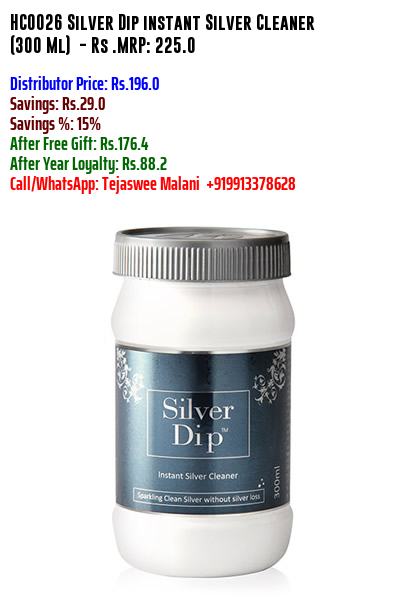 HC0026 Silver Dip instant Silver Cleaner
(300 Ml) - Rs .MRP: 225.0
Distributor Price: Rs.196.0
Savings: Rs.29.0
Savings %: 15%
After Free Gift: Rs.176.4
After Year Loyalty: Rs.88.2
Call/WhatsApp: Tejaswee Malani +919913378628
Silver
Dip™
Instant Silver Cleaner
Sparkling Clean Silver without silver loss
300ml